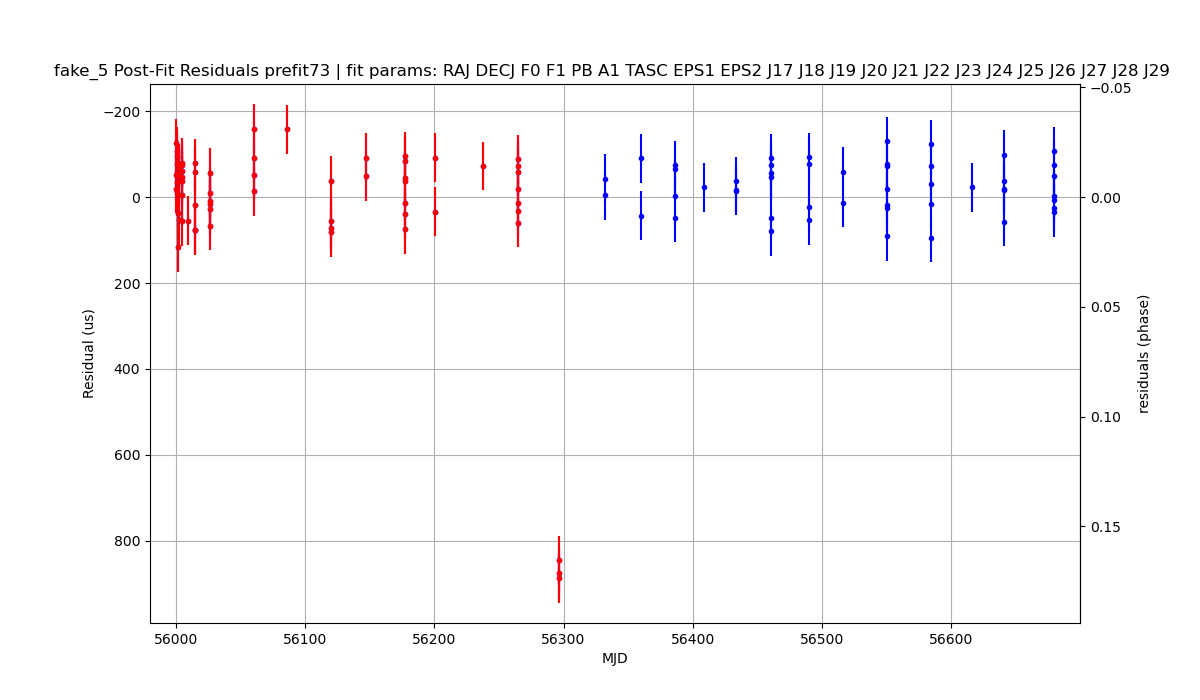 fake_5 Post-Fit Residuals prefit73 | fit params: RAJ DECJ F0 F1 PB A1 TASC EPS1 EPS2 J17 J18 J19 J20 J21 J22 J23 J24 J25 J26 J27 J28 J29
−200
0
200
400
600
800
Residual (us)
−0.05
0.00
0.05
0.10
0.15
residuals (phase)
56000 56100 56200 56300 56400 56500 56600
MJD